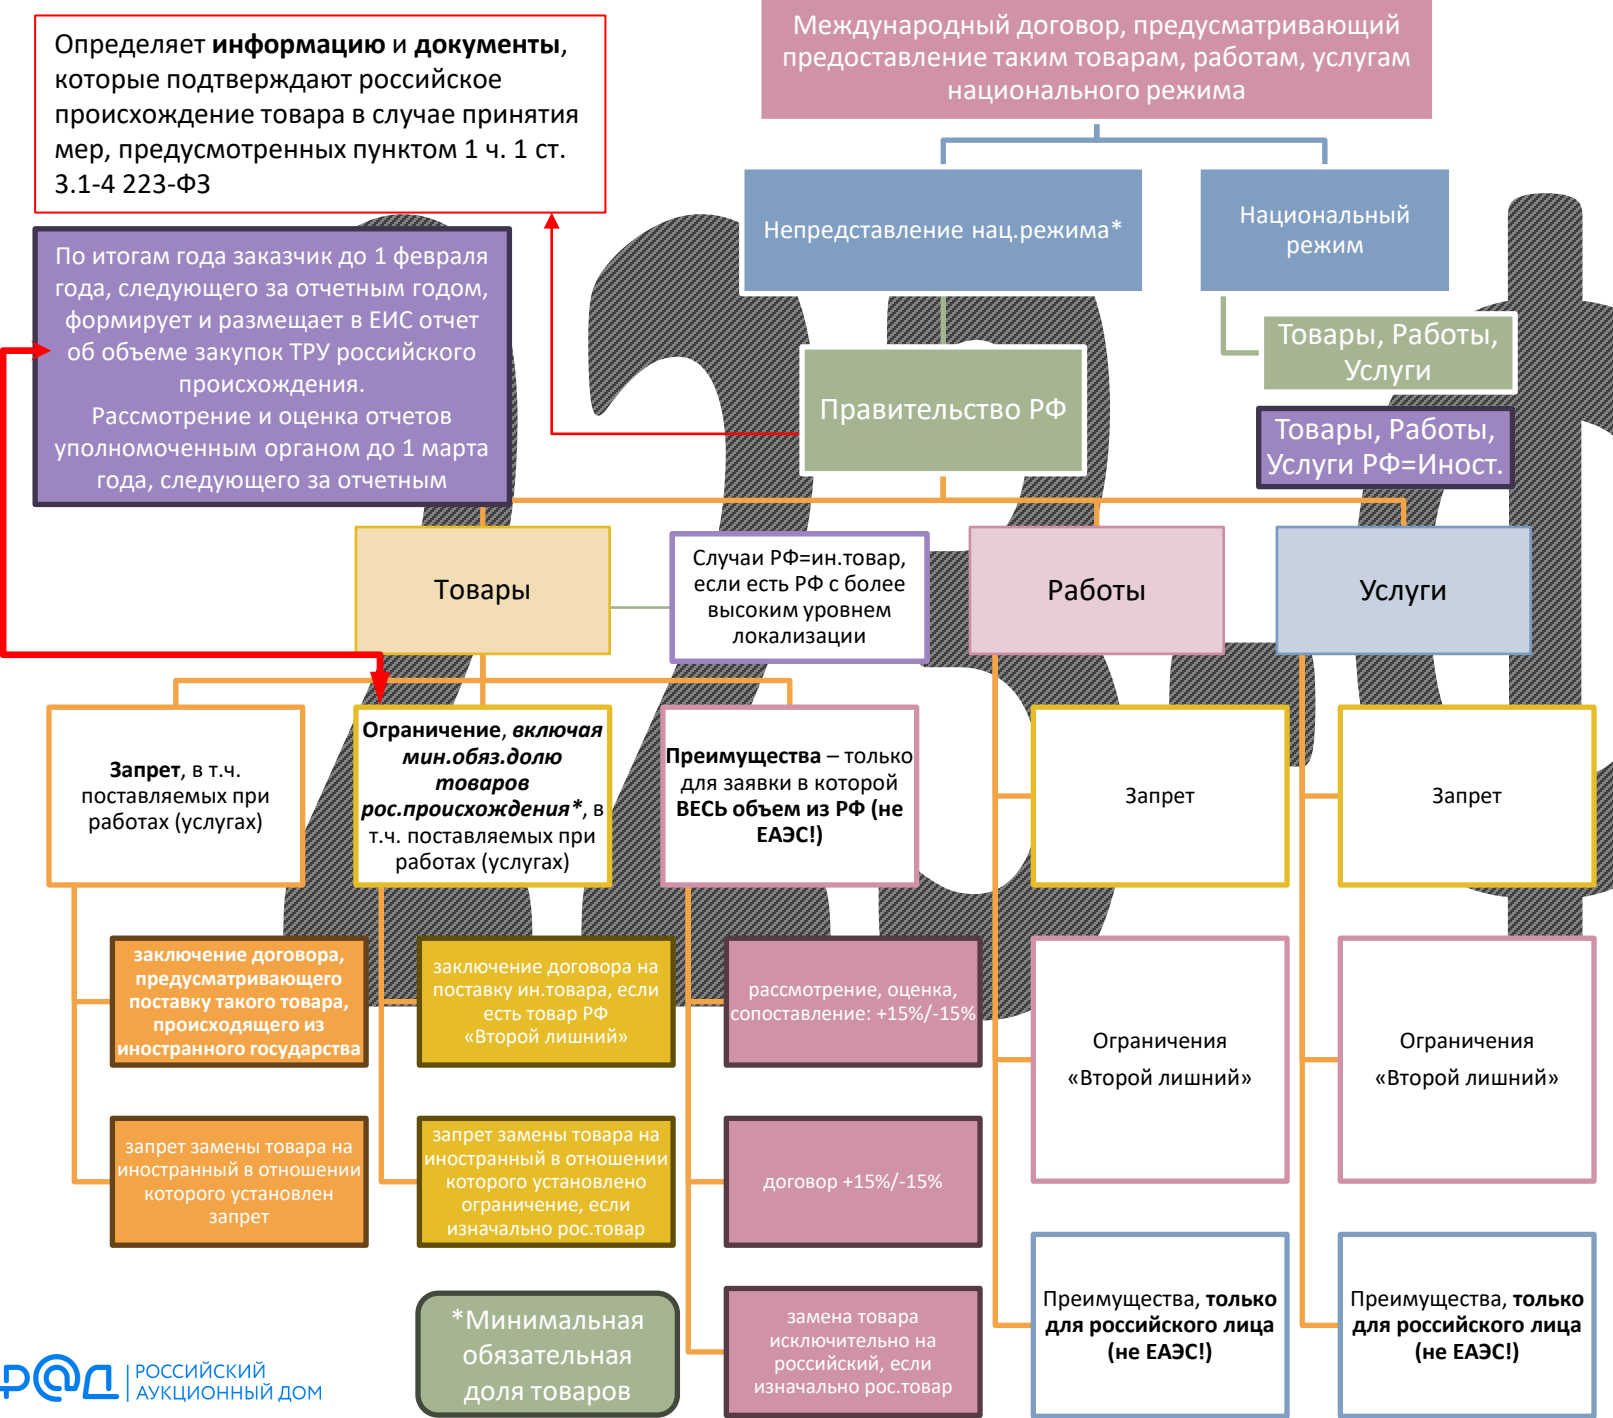 Определяет информацию и документы,
которые подтверждают российское
происхождение товара в случае принятия
мер, предусмотренных пунктом 1 ч. 1 ст.
3.1-4 223-ФЗ
Международный договор, предусматривающий
предоставление таким товарам, работам, услугам
национального режима
Непредставление нац.режима*
Национальный
режим
По итогам года заказчик до 1 февраля
года, следующего за отчетным годом,
формирует и размещает в ЕИС отчет
об объеме закупок ТРУ российского
происхождения.
Рассмотрение и оценка отчетов
уполномоченным органом до 1 марта
года, следующего за отчетным
Правительство РФ
Товары, Работы,
Услуги
Товары, Работы,
Услуги РФ=Иност.
Товары
Случаи РФ=ин.товар,
если есть РФ с более
высоким уровнем
локализации
Работы
Услуги
Запрет, в т.ч.
поставляемых при
работах (услугах)
Ограничение, включая
мин.обяз.долю
товаров
рос.происхождения*, в
т.ч. поставляемых при
работах (услугах)
Преимущества – только
для заявки в которой
ВЕСЬ объем из РФ (не
ЕАЭС!)
Запрет
Запрет
заключение договора,
предусматривающего
поставку такого товара,
происходящего из
иностранного государства
заключение договора на
поставку ин.товара, если
есть товар РФ
«Второй лишний»
рассмотрение, оценка,
сопоставление: +15%/-15%
Ограничения
«Второй лишний»
Ограничения
«Второй лишний»
запрет замены товара на
иностранный в отношении
которого установлен
запрет
запрет замены товара на
иностранный в отношении
которого установлено
ограничение, если
изначально рос.товар
договор +15%/-15%
*Минимальная
обязательная
доля товаров
замена товара
исключительно на
российский, если
изначально рос.товар
Преимущества, только
для российского лица
(не ЕАЭС!)
Преимущества, только
для российского лица
(не ЕАЭС!)
р@д
РОССИЙСКИЙ
АУКЦИОННЫЙ ДОМ